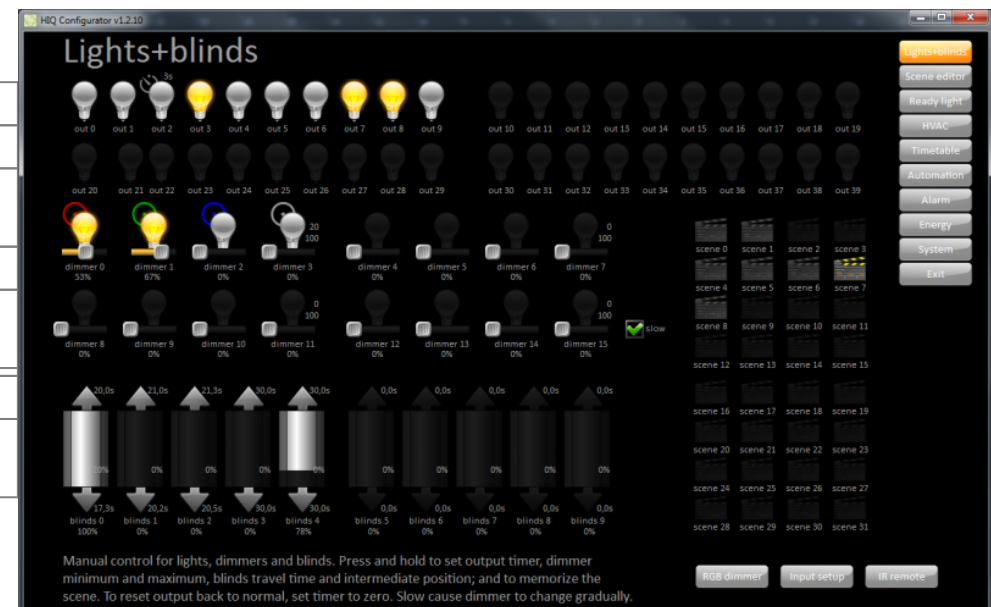 HIQ Configurator v1.2.10
Lights+blinds
3s
out 0 out 1 out 2 out 3 out 4 out 5 out 6 out 7 out 8 out 9 out 10 out 11 out 12 out 13 out 14 out 15 out 16 out 17 out 18 out 19
out 20 out 21 out 22 out 23 out 24 out 25 out 26 out 27 out 28 out 29 out 30 out 31 out 32 out 33 out 34 out 35 out 36 out 37 out 38 out 39
20 0
100 100
dimmer 0 dimmer 1 dimmer 2 dimmer 3 dimmer 4 dimmer 5 dimmer 6 dimmer 7
53% 67% 0% 0% 0% 0% 0% 0%
0 0
100 100
slow
dimmer 8 dimmer 9 dimmer 10 dimmer 11 dimmer 12 dimmer 13 dimmer 14 dimmer 15
0% 0% 0% 0% 0% 0% 0% 0%
20,0s 21,0s 21,3s 30,0s 30,0s 0,0s 0,0s 0,0s 0,0s 0,0s
0% 0% 0% 0% 0% 0% 0% 0% 0%
17,3s 20,2s 20,5s 30,0s 30,0s 0,0s 0,0s 0,0s 0,0s 0,0s
blinds 0 blinds 1 blinds 2 blinds 3 blinds 4 blinds 5 blinds 6 blinds 7 blinds 8 blinds 9
100% 0% 0% 0% 78% 0% 0% 0% 0% 0%
scene 0 scene 1 scene 2 scene 3
scene 4 scene 5 scene 6 scene 7
scene 8 scene 9 scene 10 scene 11
scene 12 scene 13 scene 14 scene 15
scene 16 scene 17 scene 18 scene 19
scene 20 scene 21 scene 22 scene 23
scene 24 scene 25 scene 26 scene 27
scene 28 scene 29 scene 30 scene 31
Lights+blinds
Scene editor
Ready light
HVAC
Timetable
Automation
Alarm
Energy
System
Exit
Manual control for lights, dimmers and blinds. Press and hold to set output timer, dimmer
minimum and maximum, blinds travel time and intermediate position; and to memorize the
scene. To reset output back to normal, set timer to zero. Slow cause dimmer to change gradually.
RGB dimmer Input setup IR remote